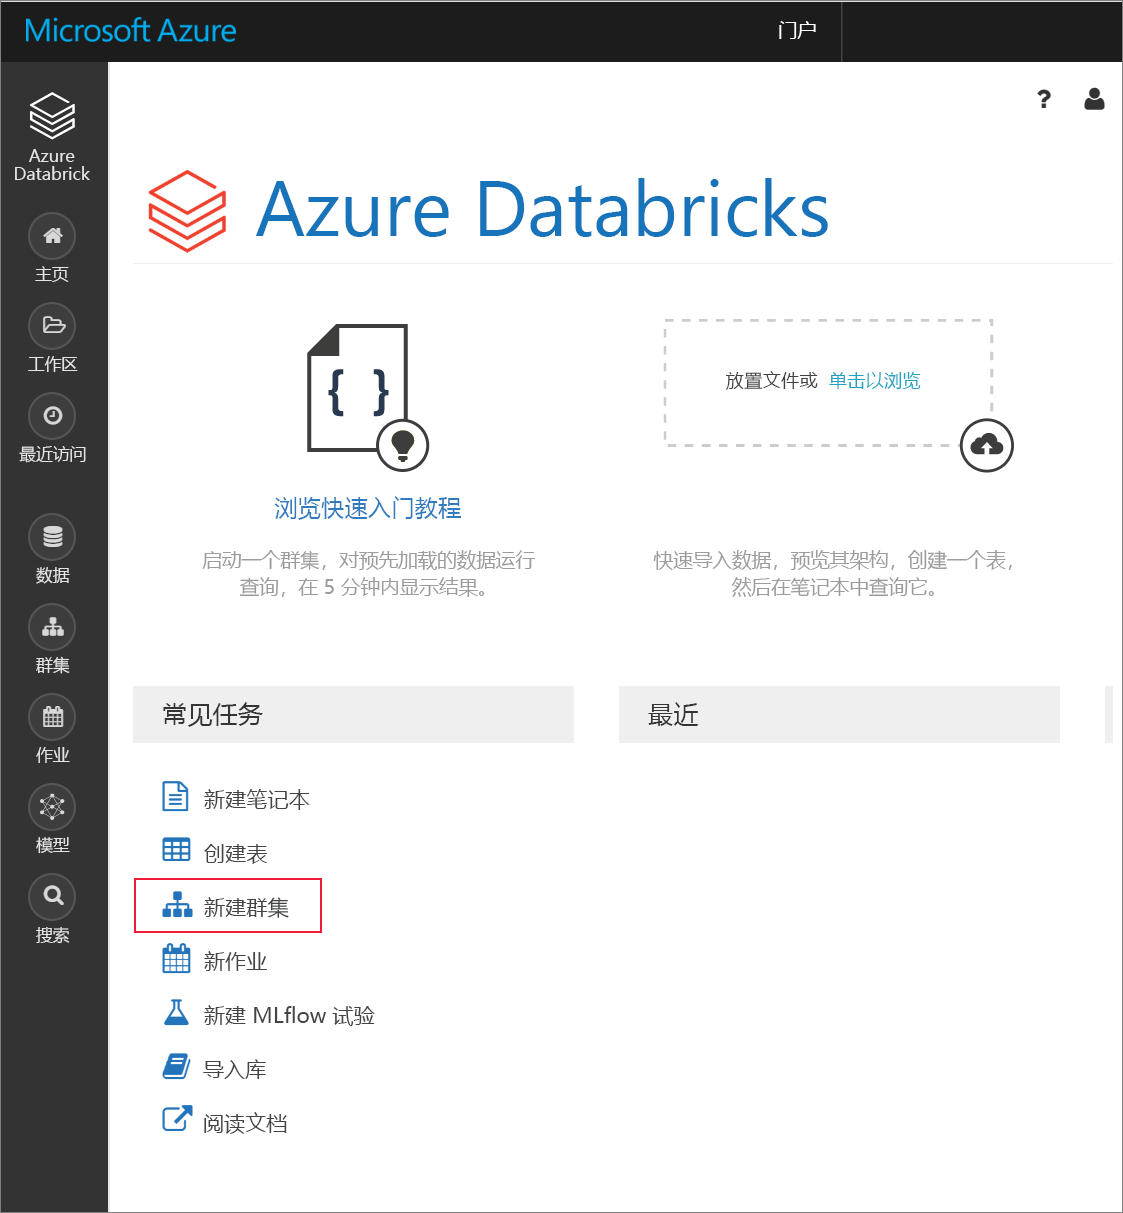 Microsoft Azure
门户
?
Azure
Databrick
主页
工作区
最近访问
数据
群集
作业
模型
搜索
Azure Databricks
{ }
浏览快速入门教程
启动一个群集，对预先加载的数据运行
查询，在 5 分钟内显示结果。
放置文件或 单击以浏览
快速导入数据，预览其架构，创建一个表，
然后在笔记本中查询它。
常见任务
新建笔记本
创建表
新建群集
新作业
新建 MLflow 试验
导入库
阅读文档
最近